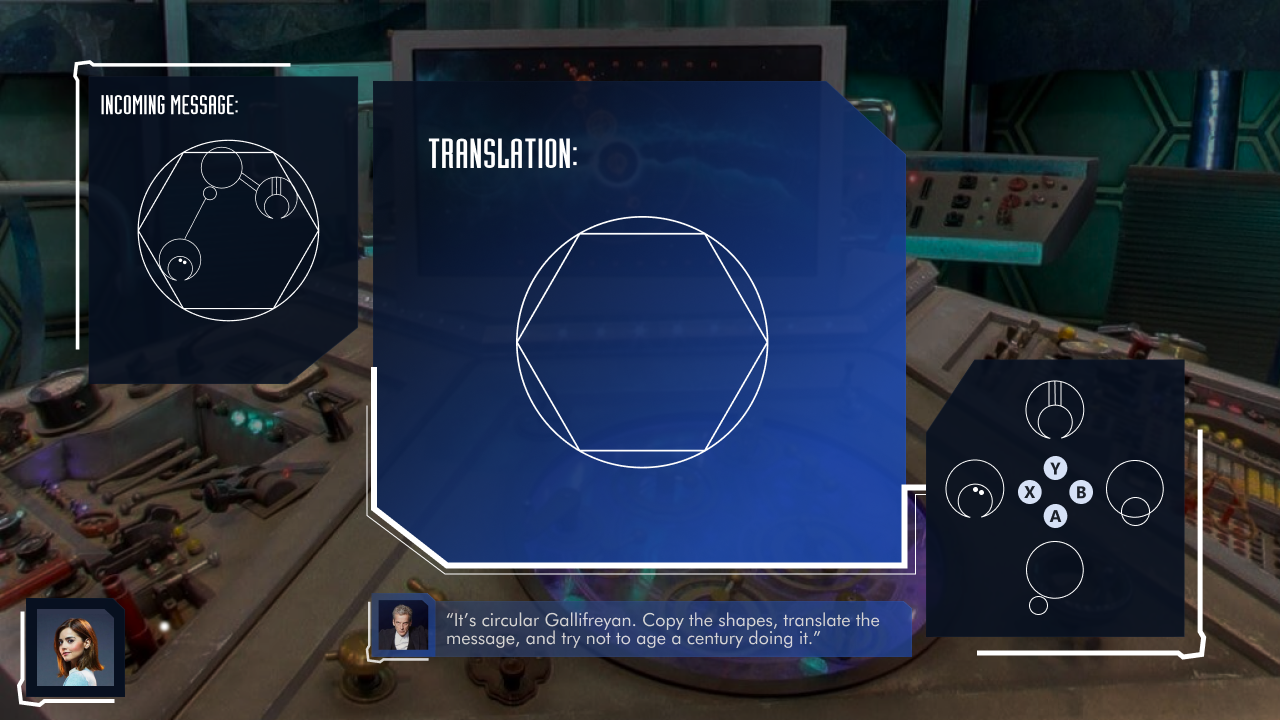 INCOMING MESSAGE:
TRANSLATION:
Y
X B
A
“It’s circular Gallifreyan. Copy the shapes, translate the
message, and try not to age a century doing it.”